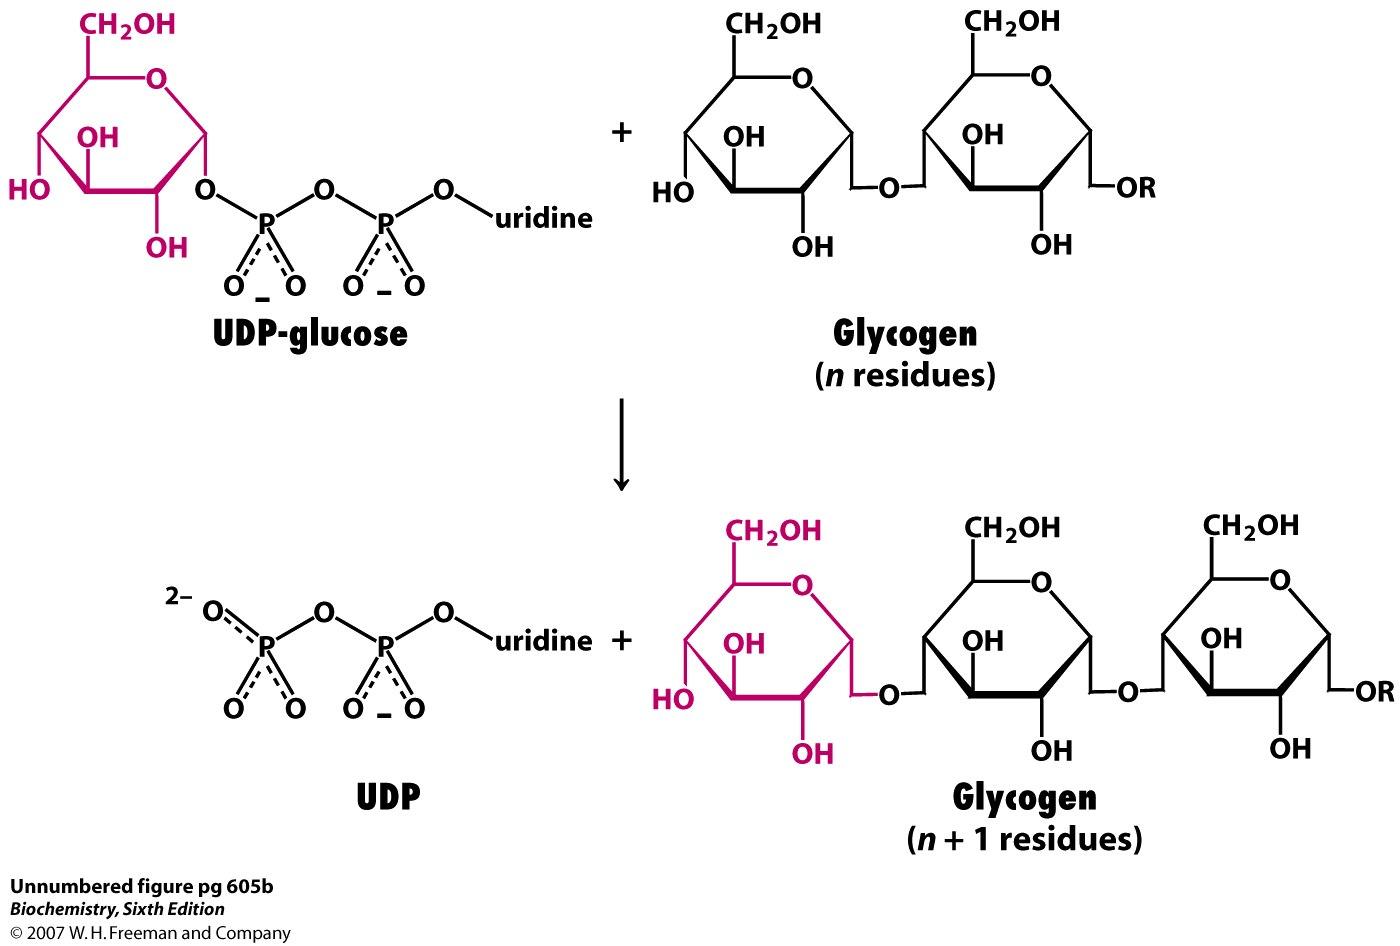 CH2OH
O
OH
HO
OH
O
P
O
P
O
uridine
O
O
–
O
–
O
UDP-glucose
+
CH2OH
O
OH
HO
OH
O
CH2OH
O
OH
OH
OR
Glycogen
(n residues)
2–
O
P
O
P
O
uridine
O
O
O
–
O
UDP
+
CH2OH
O
OH
HO
OH
O
CH2OH
O
OH
OH
O
CH2OH
O
OH
OH
OR
Glycogen
(n + 1 residues)
Unnumbered figure pg 605b
Biochemistry, Sixth Edition
© 2007 W. H. Freeman and Company